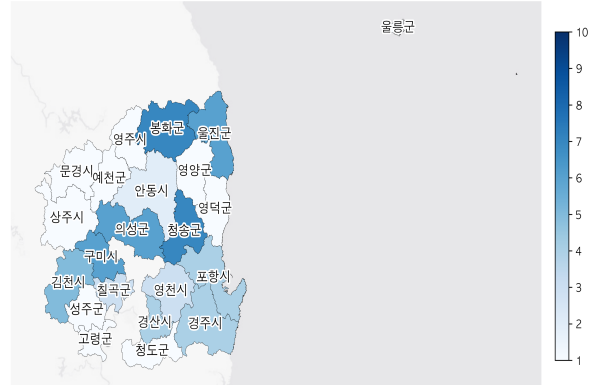 울릉군
10
9
8
7
6
5
4
3
2
1
봉화군
울진군
영주시
문경시
예천군
영양군
안동시
상주시
영덕군
의성군
청송군
구미시
포항시
김천시
칠곡군
영천시
성주군
경산시
경주시
고령군
청도군